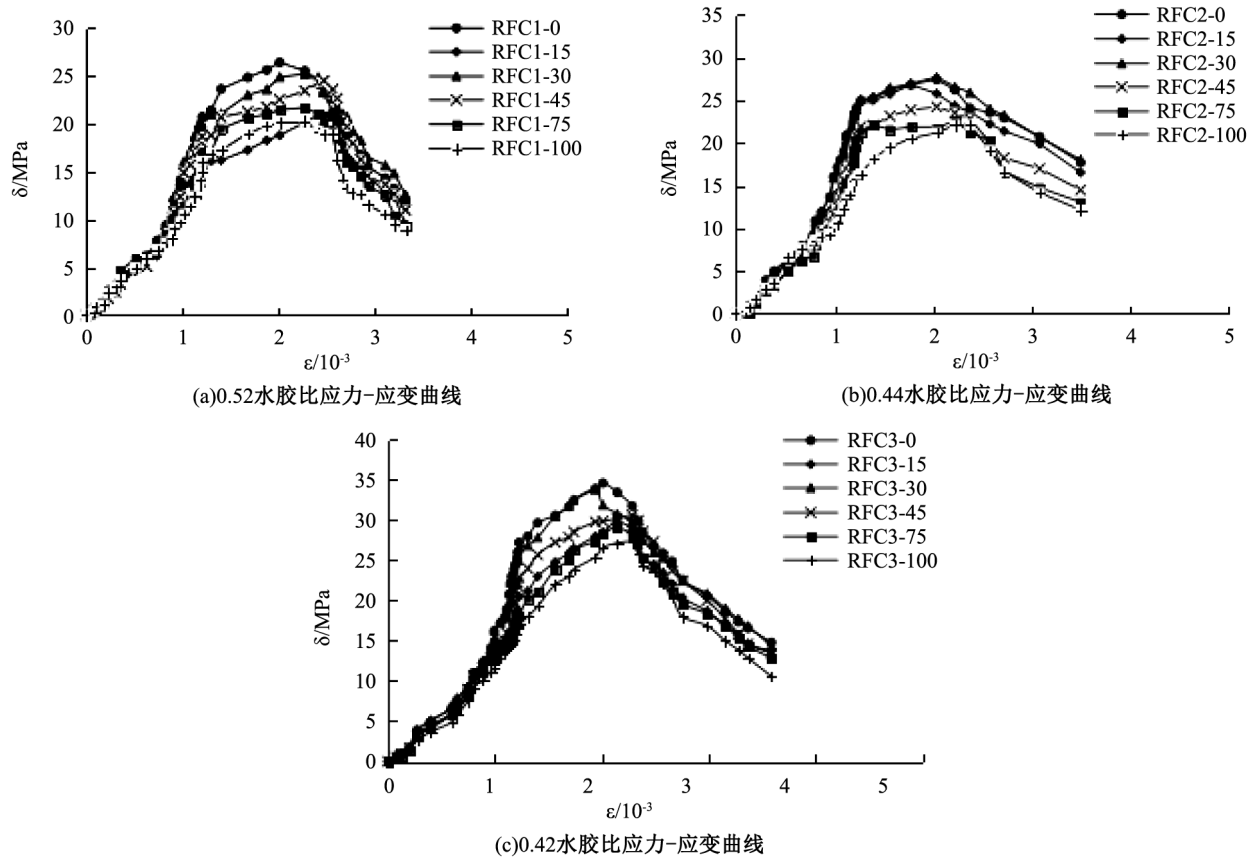 30
25
20
15
10
5
0
δ/MPa
0 1 2 3 4 5
ε/10⁻³
RFC1-0
RFC1-15
RFC1-30
RFC1-45
RFC1-75
RFC1-100
(a)0.52水胶比应力-应变曲线
35
30
25
20
15
10
5
0
δ/MPa
0 1 2 3 4 5
ε/10⁻³
RFC2-0
RFC2-15
RFC2-30
RFC2-45
RFC2-75
RFC2-100
(b)0.44水胶比应力-应变曲线
40
35
30
25
20
15
10
5
0
δ/MPa
0 1 2 3 4 5
ε/10⁻³
RFC3-0
RFC3-15
RFC3-30
RFC3-45
RFC3-75
RFC3-100
(c)0.42水胶比应力-应变曲线